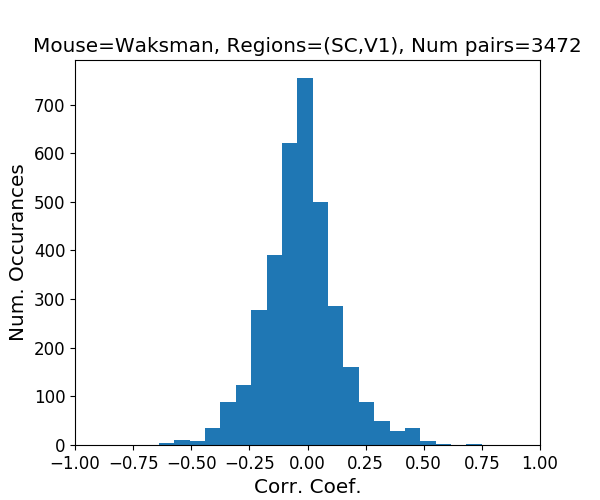 Mouse=Waksman, Regions=(SC,V1), Num pairs=3472
700
600
500
400
300
200
100
0
Num. Occurances
−1.00 −0.75 −0.50 −0.25 0.00 0.25 0.50 0.75 1.00
Corr. Coef.